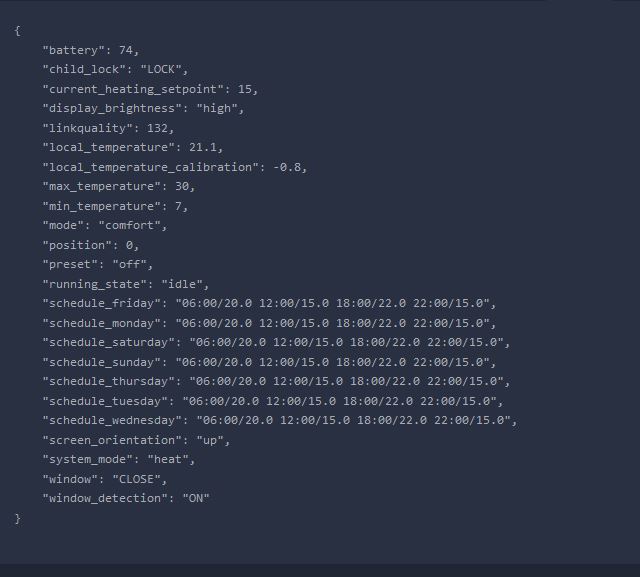 {
"battery": 74,
"child_lock": "LOCK",
"current_heating_setpoint": 15,
"display_brightness": "high",
"linkquality": 132,
"local_temperature": 21.1,
"local_temperature_calibration": -0.8,
"max_temperature": 30,
"min_temperature": 7,
"mode": "comfort",
"position": 0,
"preset": "off",
"running_state": "idle",
"schedule_friday": "06:00/20.0 12:00/15.0 18:00/22.0 22:00/15.0",
"schedule_monday": "06:00/20.0 12:00/15.0 18:00/22.0 22:00/15.0",
"schedule_saturday": "06:00/20.0 12:00/15.0 18:00/22.0 22:00/15.0",
"schedule_sunday": "06:00/20.0 12:00/15.0 18:00/22.0 22:00/15.0",
"schedule_thursday": "06:00/20.0 12:00/15.0 18:00/22.0 22:00/15.0",
"schedule_tuesday": "06:00/20.0 12:00/15.0 18:00/22.0 22:00/15.0",
"schedule_wednesday": "06:00/20.0 12:00/15.0 18:00/22.0 22:00/15.0",
"screen_orientation": "up",
"system_mode": "heat",
"window": "CLOSE",
"window_detection": "ON"
}